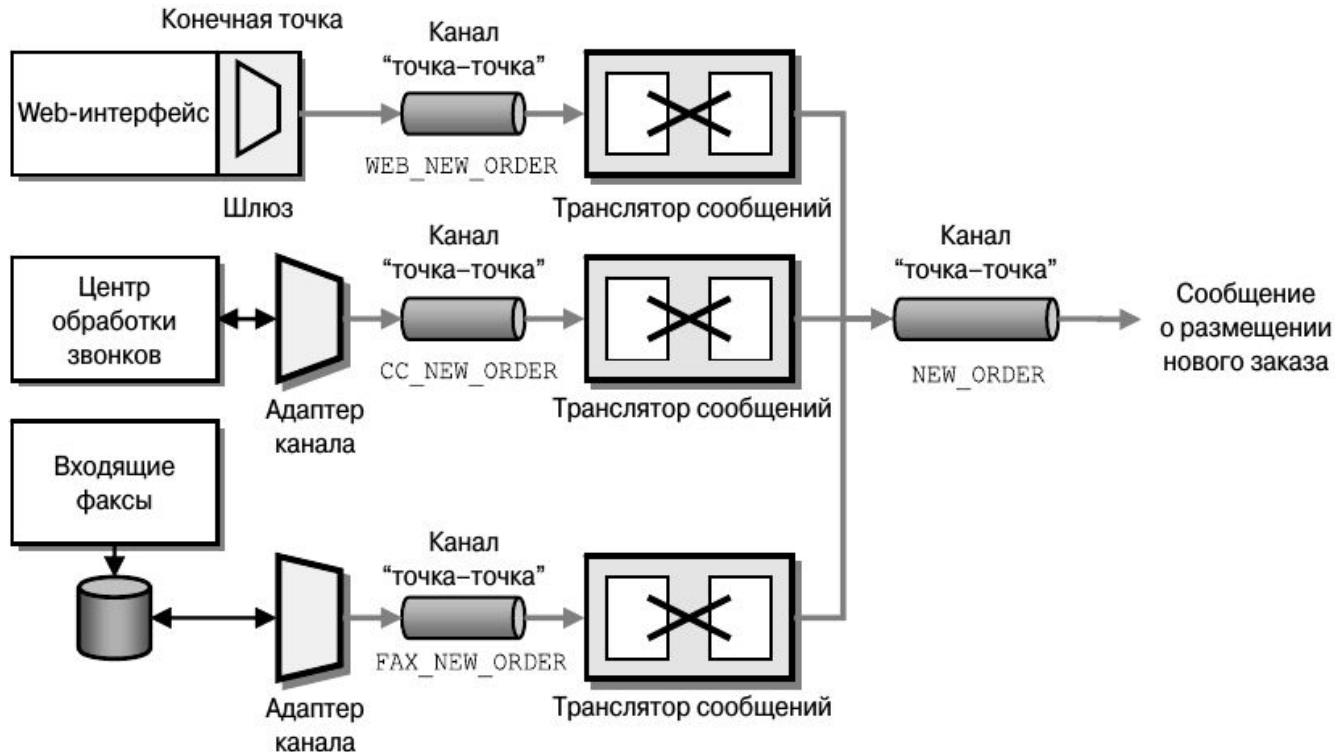 Конечная точка
Web-интерфейс
Шлюз
Канал
“точка–точка”
WEB_NEW_ORDER
Транслятор сообщений
Центр
обработки
звонков
Адаптер
канала
Канал
“точка–точка”
CC_NEW_ORDER
Транслятор сообщений
Канал
“точка–точка”
NEW_ORDER
Сообщение
о размещении
нового заказа
Входящие
факсы
Адаптер
канала
Канал
“точка–точка”
FAX_NEW_ORDER
Транслятор сообщений